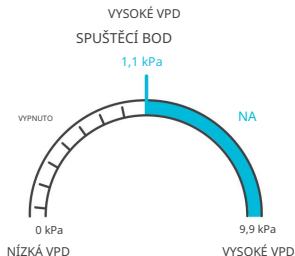 VYSOKÉ VPD
SPUŠTĚCÍ BOD
1,1 kPa
VYPNUTO
NA
0 kPa
9,9 kPa
NÍZKÁ VPD
VYSOKÉ VPD